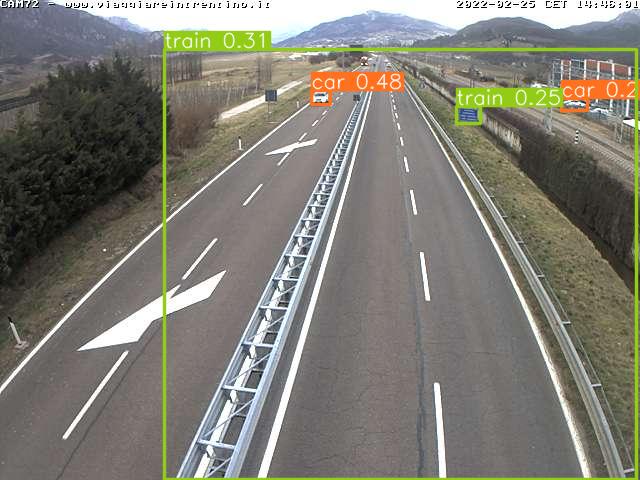 CAM72 - www.viaggiareintrentino.it
2022-02-25 CET 14:46:01
train 0.31
car 0.48
car 0.2
train 0.25